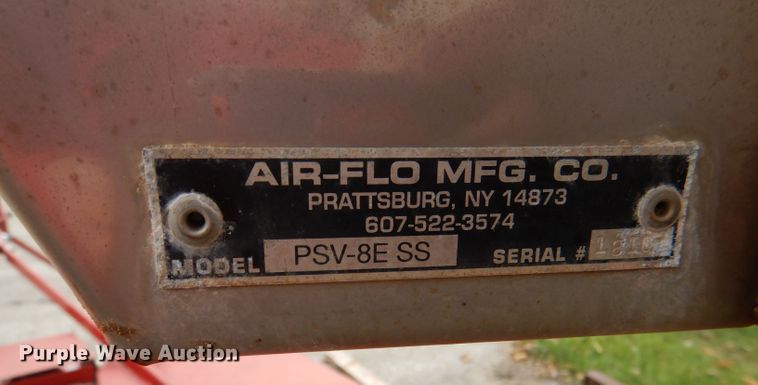 AIR-FLO MFG. CO.
PRATTSBURG, NY 14873
607-522-3574
MODEL PSV-8E SS SERIAL #
Purple Wave Auction